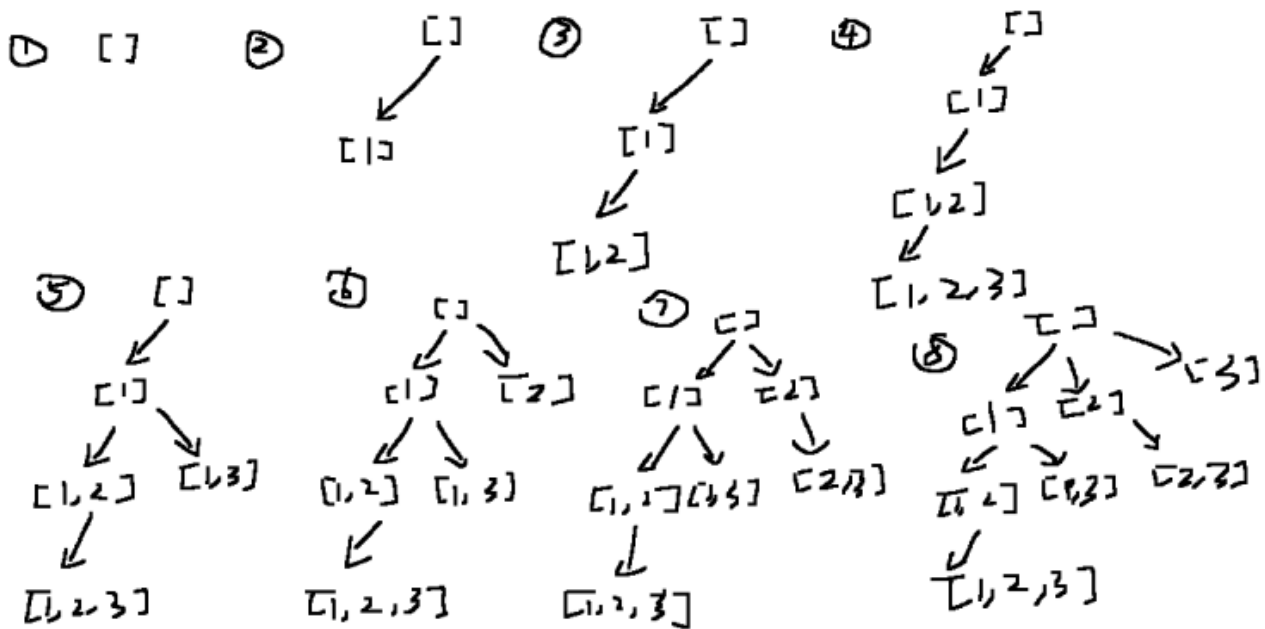 ① [] ② [] ③ [] ④ []
[1]
[1]
[1]
[1,2]
[1,2]
[1,2,3]
⑤ [] ⑥ [] ⑦ [] ⑧ []
[1] [1] [2] [1] [2] [1] [2] [3]
[1,2] [1,3] [1,2] [1,3] [1,2] [1,3] [2,3] [1,2] [1,3] [2,3]
[1,2,3] [1,2,3] [1,2,3] [1,2,3]